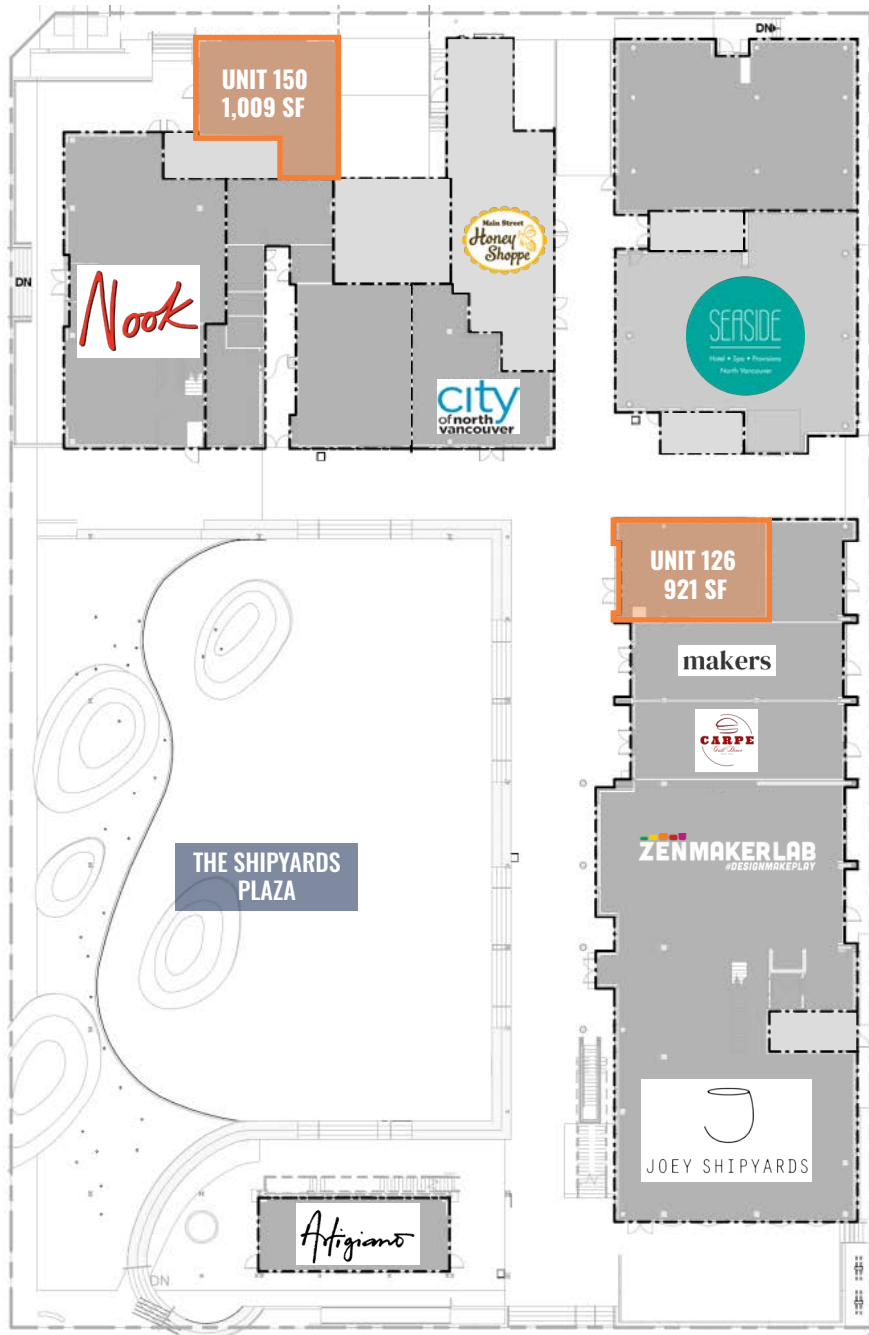 DN
UNIT 150
1,009 SF
Main Street
Honey
Shoppe
DN
Nook
SEASIDE
Hotel • Spa • Provisions
North Vancouver
city
of north
vancouver
UNIT 126
921 SF
makers
CARPE
ZENMAKERLAB
#DESIGNMAKEPLAY
THE SHIPYARDS
PLAZA
JOEY SHIPYARDS
Artigiano
DN